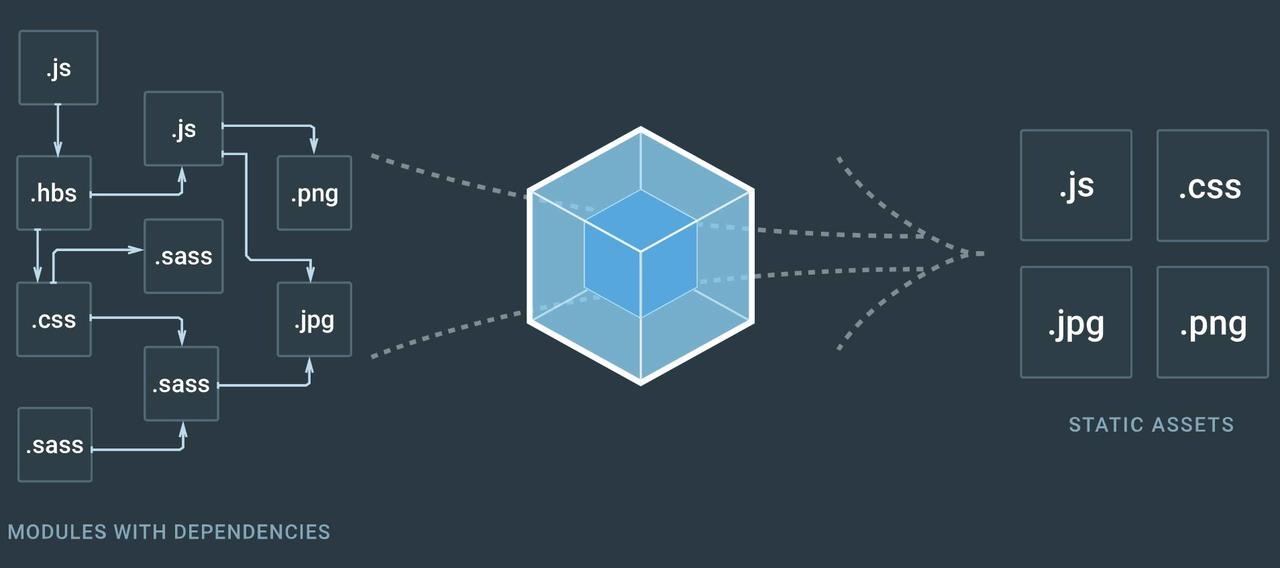 .js
.js
.hbs
.png
.sass
.css
.jpg
.sass
.sass
MODULES WITH DEPENDENCIES
.js
.css
.jpg
.png
STATIC ASSETS